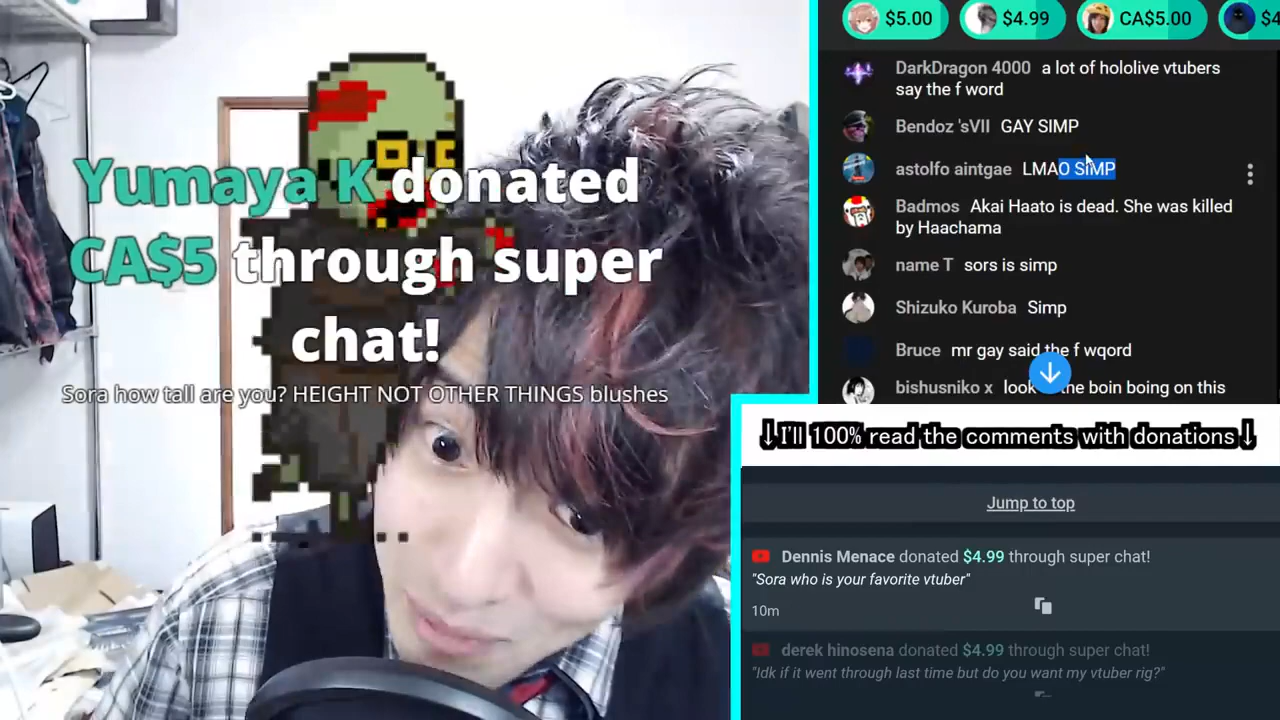 Yumaya K donated
CA$5 through super
chat!
Sora how tall are you? HEIGHT NOT OTHER THINGS blushes
$5.00 $4.99 CA$5.00 $4
DarkDragon 4000 a lot of hololive vtubers
say the f word
Bendoz 'sVII GAY SIMP
astolfo aintgae LMAO SIMP
Badmos Akai Haato is dead. She was killed
by Haachama
name T sors is simp
Shizuko Kuroba Simp
Bruce mr gay said the f wqord
bishusniko x look the boin boing on this
↓I'll 100% read the comments with donations↓
Jump to top
Dennis Menace donated $4.99 through super chat!
"Sora who is your favorite vtuber"
10m
derek hinosena donated $4.99 through super chat!
"Idk if it went through last time but do you want my vtuber rig?"